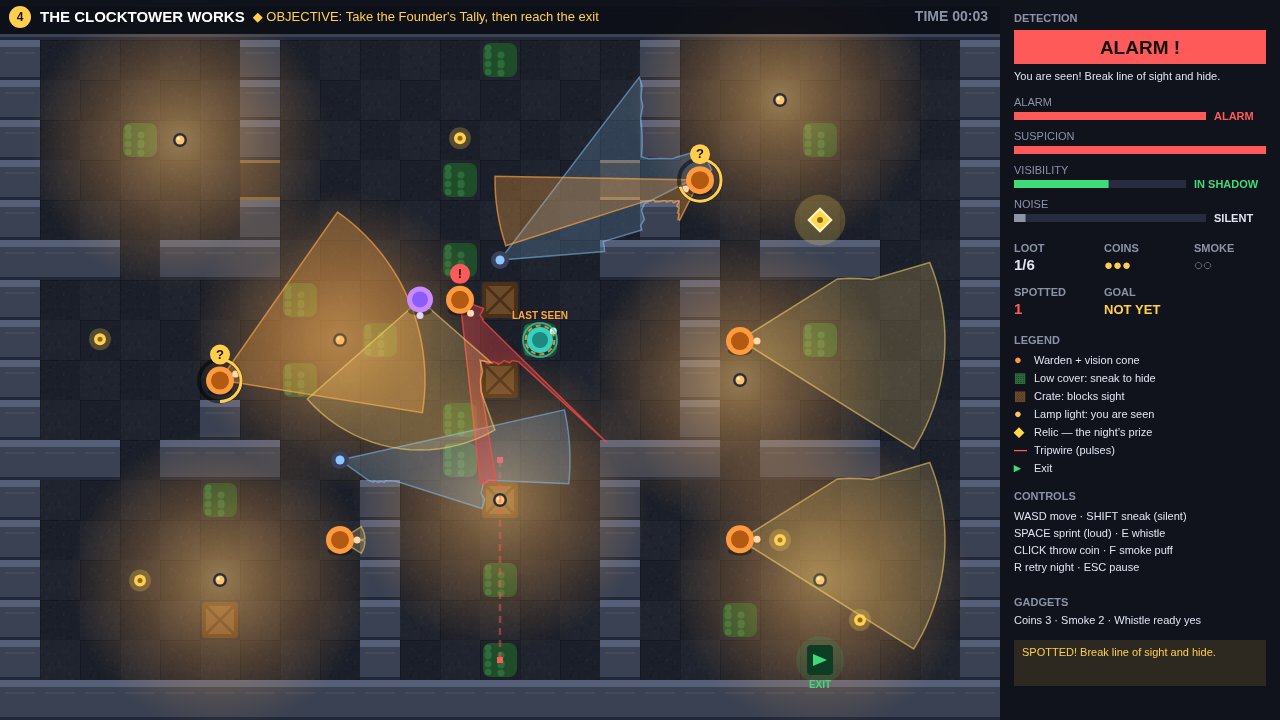 4 THE CLOCKTOWER WORKS ◆ OBJECTIVE: Take the Founder's Tally, then reach the exit TIME 00:03
?
!
LAST SEEN
?
EXIT
DETECTION
ALARM !
You are seen! Break line of sight and hide.
ALARM
ALARM
SUSPICION
VISIBILITY
IN SHADOW
NOISE
SILENT
LOOT COINS SMOKE
1/6
SPOTTED GOAL
1 NOT YET
LEGEND
Warden + vision cone
Low cover: sneak to hide
Crate: blocks sight
Lamp light: you are seen
Relic — the night's prize
Tripwire (pulses)
Exit
CONTROLS
WASD move · SHIFT sneak (silent)
SPACE sprint (loud) · E whistle
CLICK throw coin · F smoke puff
R retry night · ESC pause
GADGETS
Coins 3 · Smoke 2 · Whistle ready yes
SPOTTED! Break line of sight and hide.